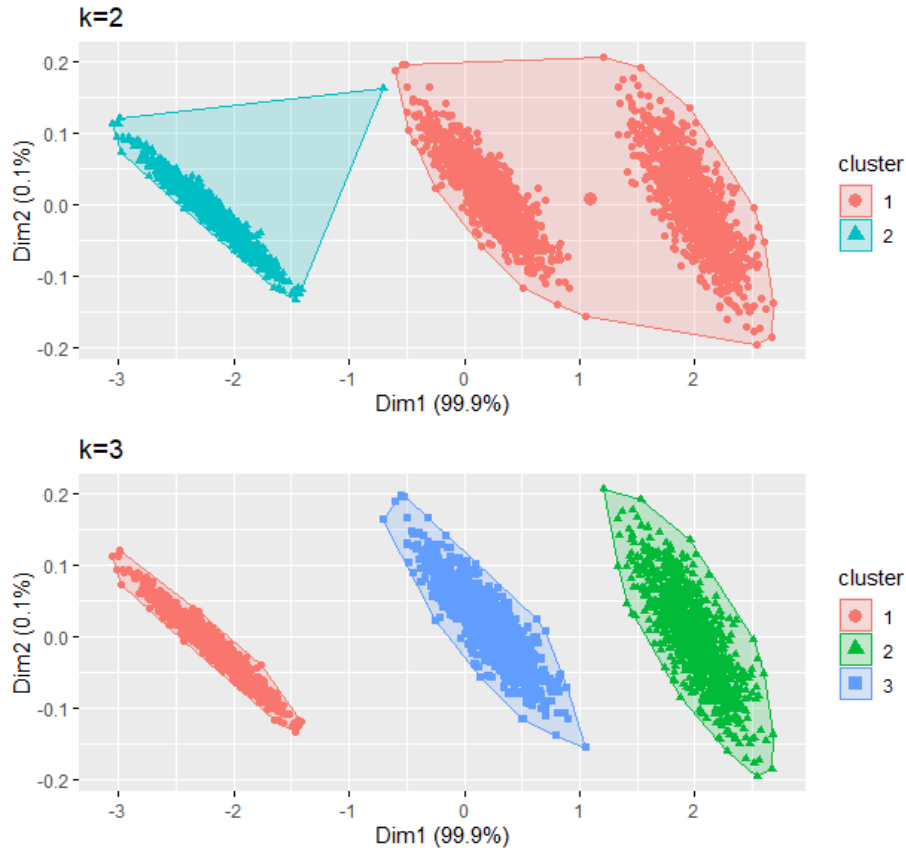 k=2
0.2
0.1
0.0
-0.1
-0.2
Dim2 (0.1%)
-3 -2 -1 0 1 2
Dim1 (99.9%)
cluster
1
2
k=3
0.2
0.1
0.0
-0.1
-0.2
Dim2 (0.1%)
-3 -2 -1 0 1 2
Dim1 (99.9%)
cluster
1
2
3